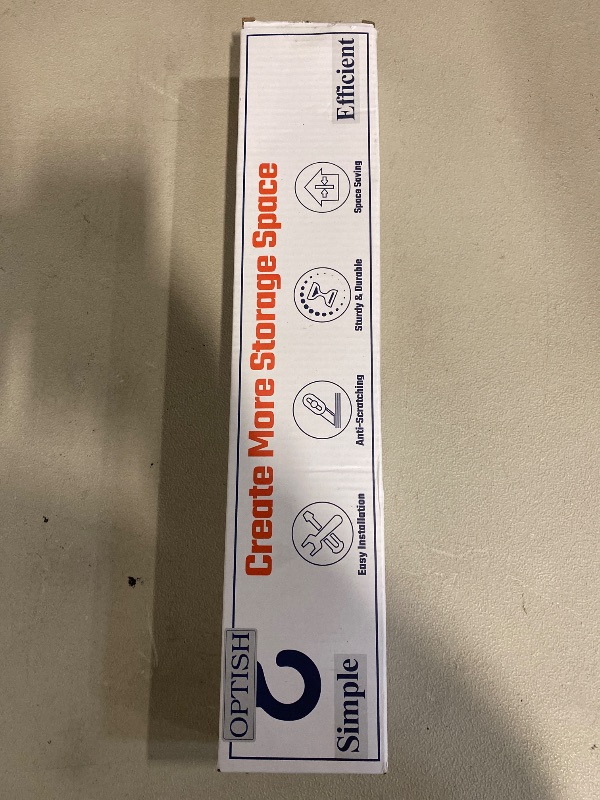 OPTISH
Create More Storage Space
Easy Installation
Anti-Scratching
Sturdy & Durable
Space Saving
Simple
Efficient